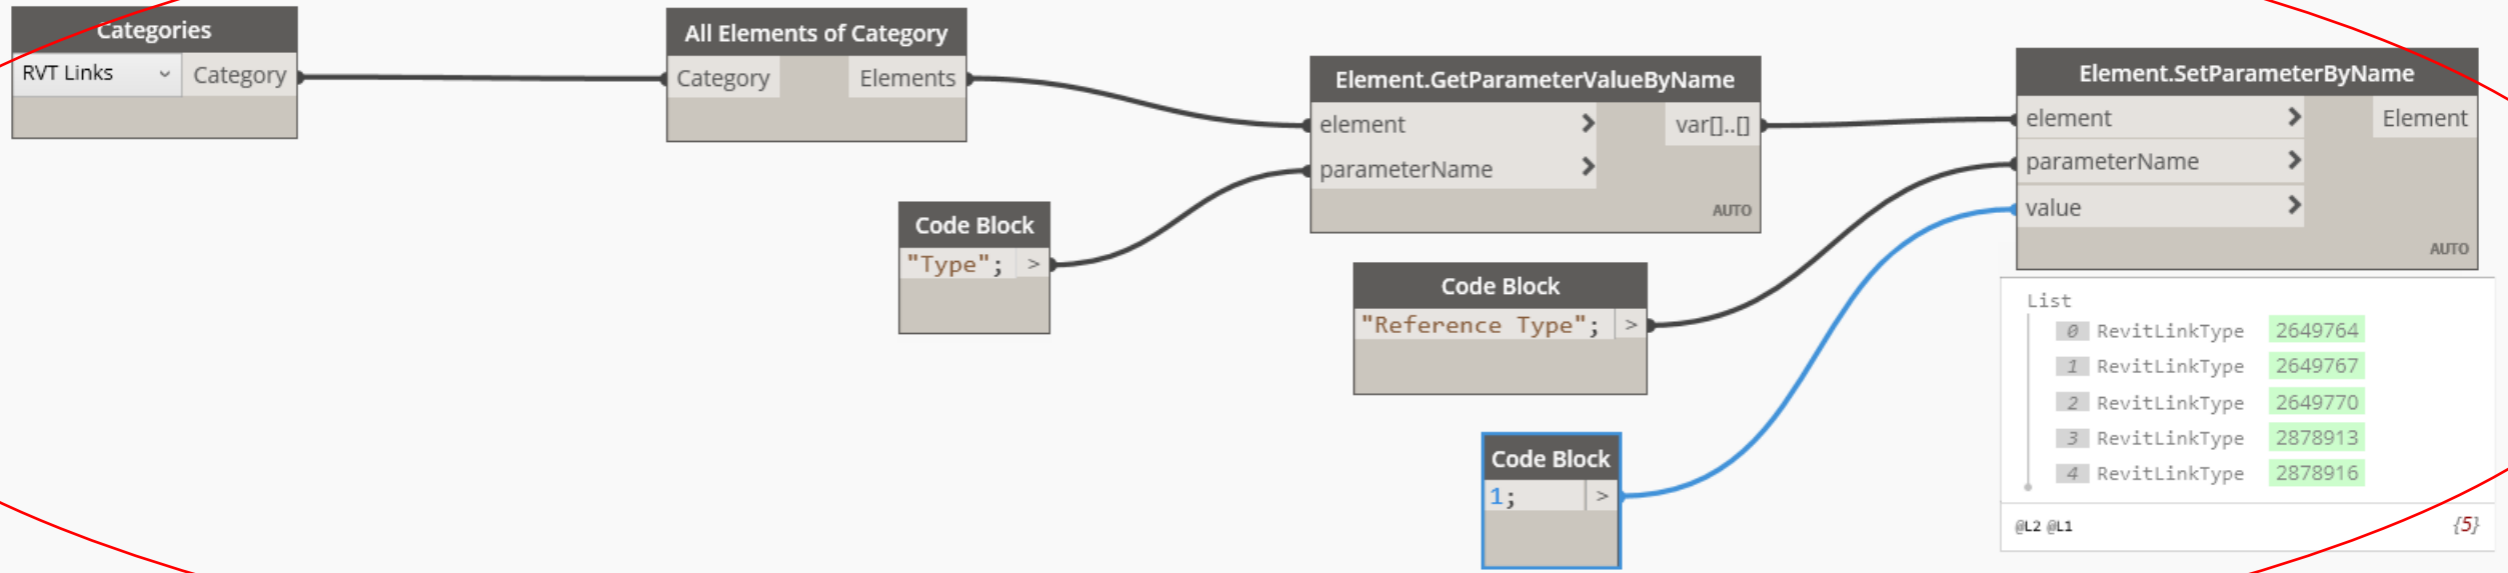 Categories
RVT Links
Category
All Elements of Category
Category
Elements
Element.GetParameterValueByName
element
var[]..[]
parameterName
AUTO
Code Block
"Type"; >
Code Block
"Reference Type"; >
Code Block
1; >
Element.SetParameterByName
element
Element
parameterName
value
AUTO
List
0 RevitLinkType 2649764
1 RevitLinkType 2649767
2 RevitLinkType 2649770
3 RevitLinkType 2878913
4 RevitLinkType 2878916
@L2 @L1 {5}